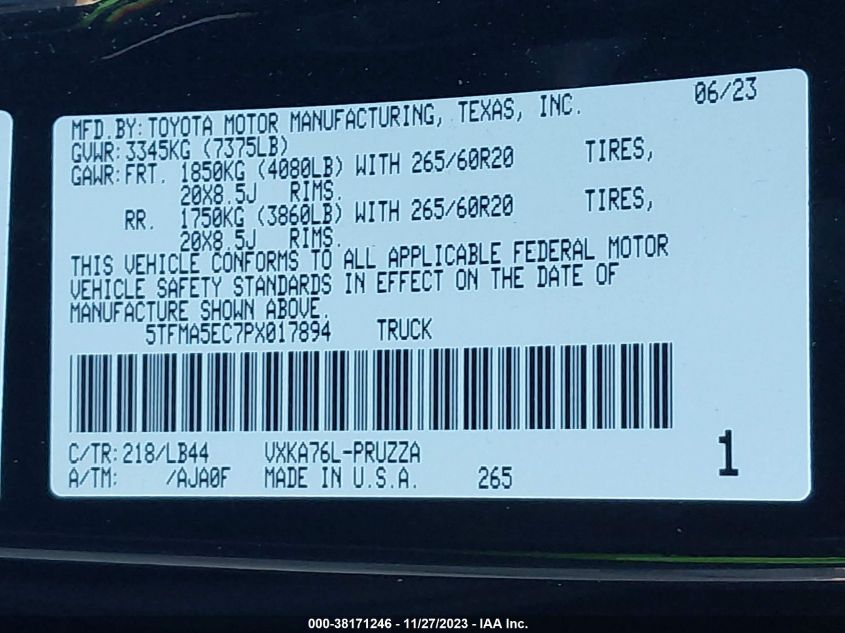 06/23
MFD.BY: TOYOTA MOTOR MANUFACTURING, TEXAS, INC.
GVWR: 3345KG (7375LB)
GAWR: FRT. 1850KG (4080LB) WITH 265/60R20 TIRES,
20X8.5J RIMS.
RR. 1750KG (3860LB) WITH 265/60R20 TIRES,
20X8.5J RIMS.
THIS VEHICLE CONFORMS TO ALL APPLICABLE FEDERAL MOTOR
VEHICLE SAFETY STANDARDS IN EFFECT ON THE DATE OF
MANUFACTURE SHOWN ABOVE.
5TFMA5EC7PX017894 TRUCK
C/TR: 218/LB44 VXKA76L-PRUZZA
A/TM: /AJA0F MADE IN U.S.A. 265
1
000-38171246 - 11/27/2023 - IAA Inc.